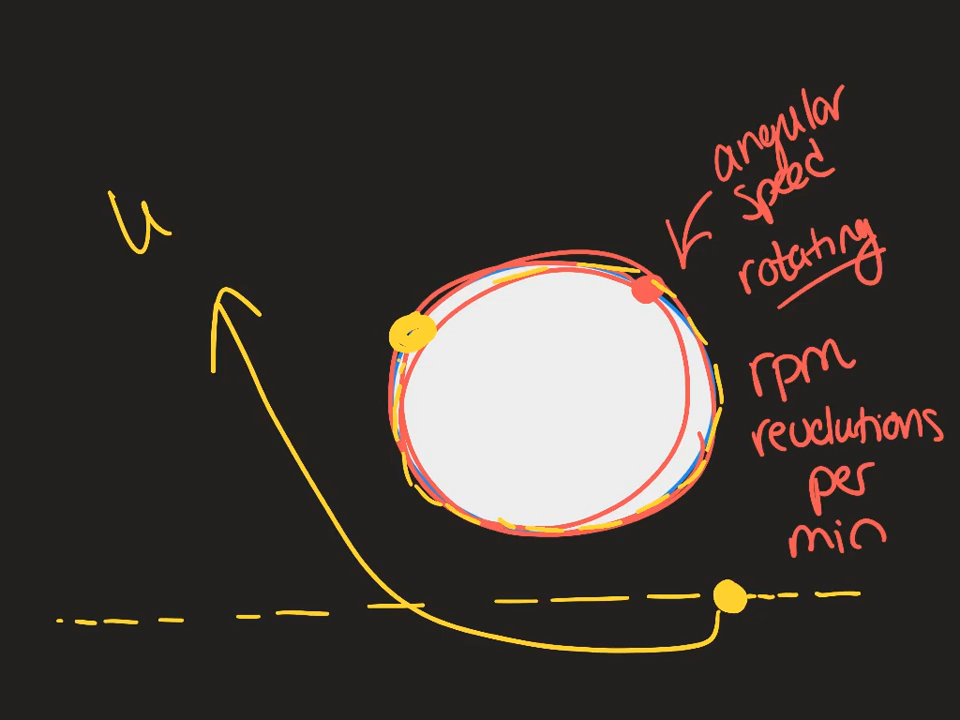 u
angular
speed
rotating
rpm
revolutions
per
min